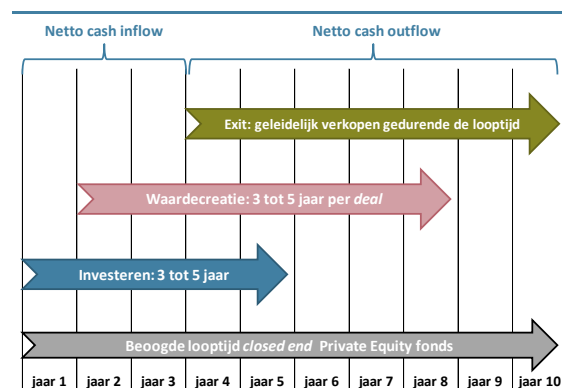 Netto cash inflow
Netto cash outflow
Exit: geleidelijk verkopen gedurende de looptijd
Waardecreatie: 3 tot 5 jaar per deal
Investeren: 3 tot 5 jaar
Beoogde looptijd closed end Private Equity fonds
jaar 1 jaar 2 jaar 3 jaar 4 jaar 5 jaar 6 jaar 7 jaar 8 jaar 9 jaar 10